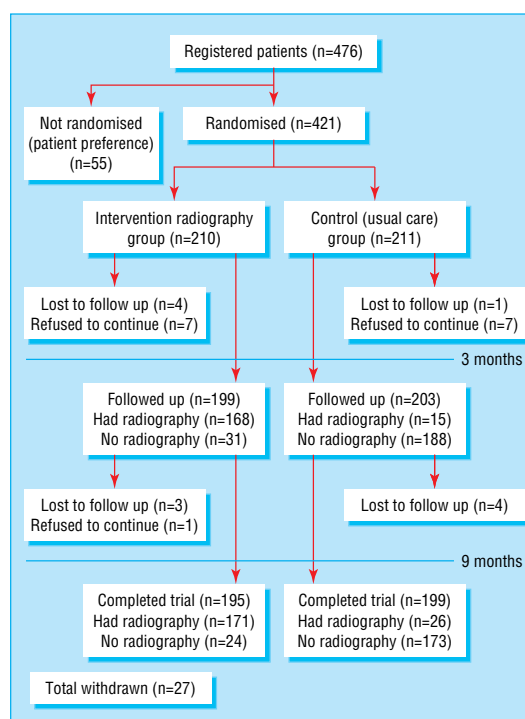 Registered patients (n=476)
Not randomised
(patient preference)
(n=55)
Randomised (n=421)
Intervention radiography
group (n=210)
Control (usual care)
group (n=211)
Lost to follow up (n=4)
Refused to continue (n=7)
Lost to follow up (n=1)
Refused to continue (n=7)
3 months
Followed up (n=199)
Had radiography (n=168)
No radiography (n=31)
Followed up (n=203)
Had radiography (n=15)
No radiography (n=188)
Lost to follow up (n=3)
Refused to continue (n=1)
Lost to follow up (n=4)
9 months
Completed trial (n=195)
Had radiography (n=171)
No radiography (n=24)
Completed trial (n=199)
Had radiography (n=26)
No radiography (n=173)
Total withdrawn (n=27)